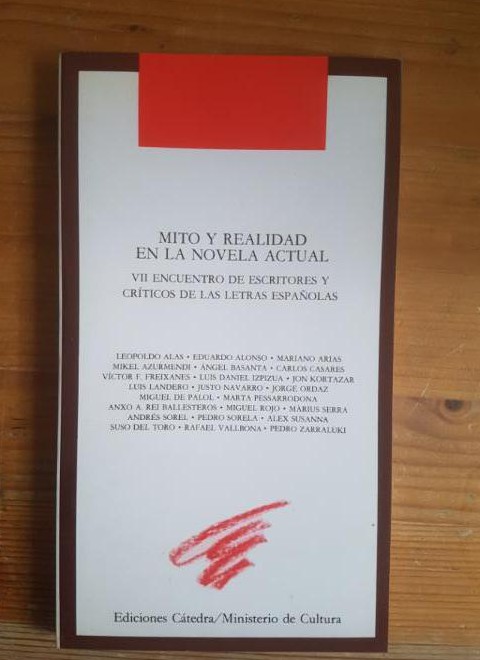 MITO Y REALIDAD
EN LA NOVELA ACTUAL
VII ENCUENTRO DE ESCRITORES Y
CRÍTICOS DE LAS LETRAS ESPAÑOLAS
LEOPOLDO ALAS • EDUARDO ALONSO • MARIANO ARIAS
MIKEL AZURMENDI • ÁNGEL BASANTA • CARLOS CASARES
VÍCTOR F. FREIXANES • LUIS DANIEL IZPIZUA • JON KORTAZAR
LUIS LANDERO • JUSTO NAVARRO • JORGE ORDAZ
MIGUEL DE PALOL • MARTA PESSARRODONA
ANXO A. REI BALLESTEROS • MIGUEL ROJO • MÀRIUS SERRA
ANDRÉS SOREL • PEDRO SORELA • ALEX SUSANNA
SUSO DEL TORO • RAFAEL VALLBONA • PEDRO ZARRALUKI
Ediciones Cátedra/Ministerio de Cultura